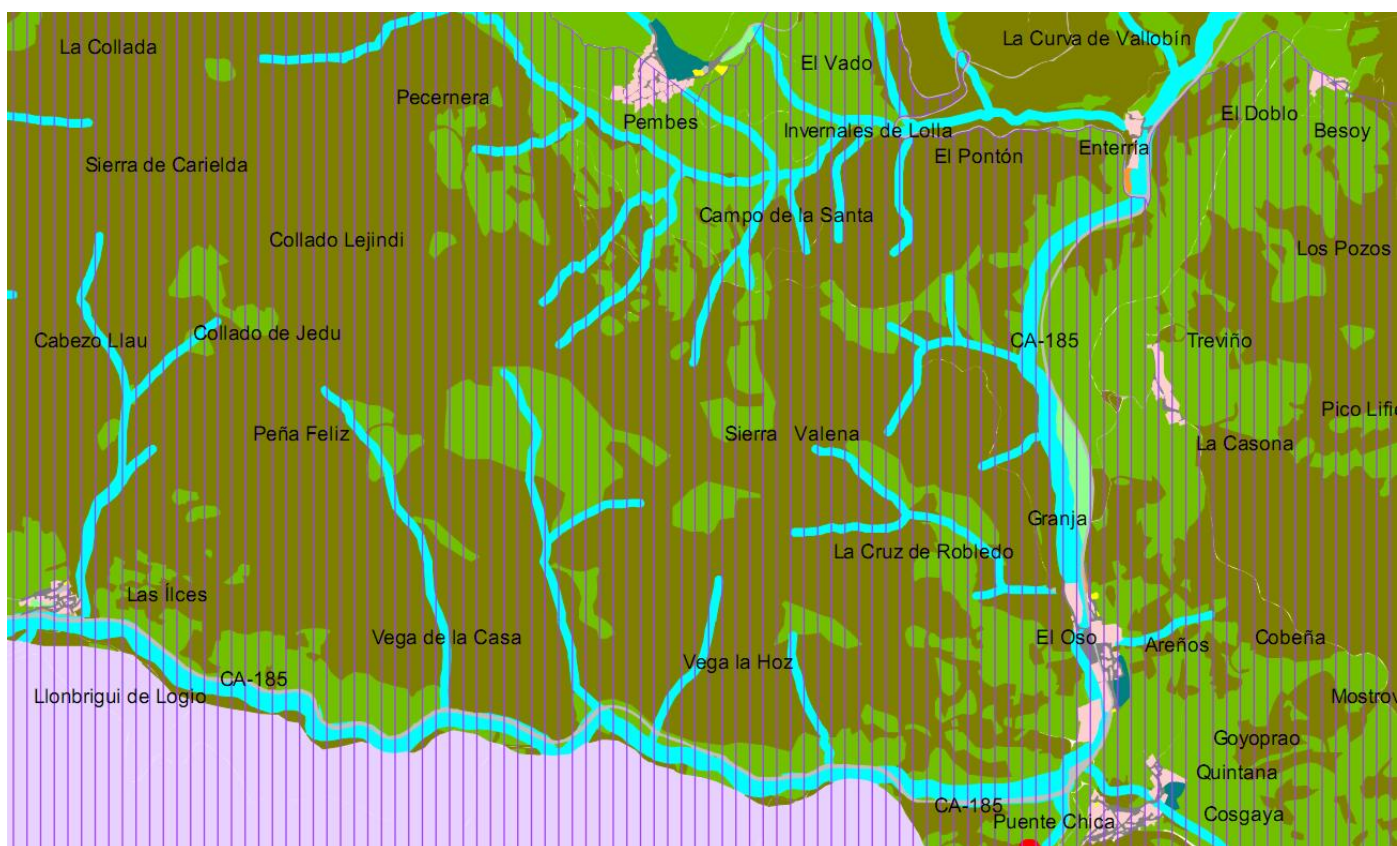 La Collada
La Curva de Vallobín
El Vado
Pecernera
Pembes
Invernales de Lolla
El Doblo
Besoy
Enterría
El Pontón
Sierra de Carielda
Campo de la Santa
Collado Lejindi
Los Pozos
Cabezo Llau
Collado de Jedu
CA-185
Treviño
Pico Lifi
Peña Feliz
Sierra Valena
La Casona
Granja
La Cruz de Robledo
Las Ílces
Vega de la Casa
El Oso
Areños
Cobeña
Vega la Hoz
CA-185
Llonbrigui de Logio
Mostrov
Goyoprao
Quintana
CA-185
Puente Chica
Cosgaya